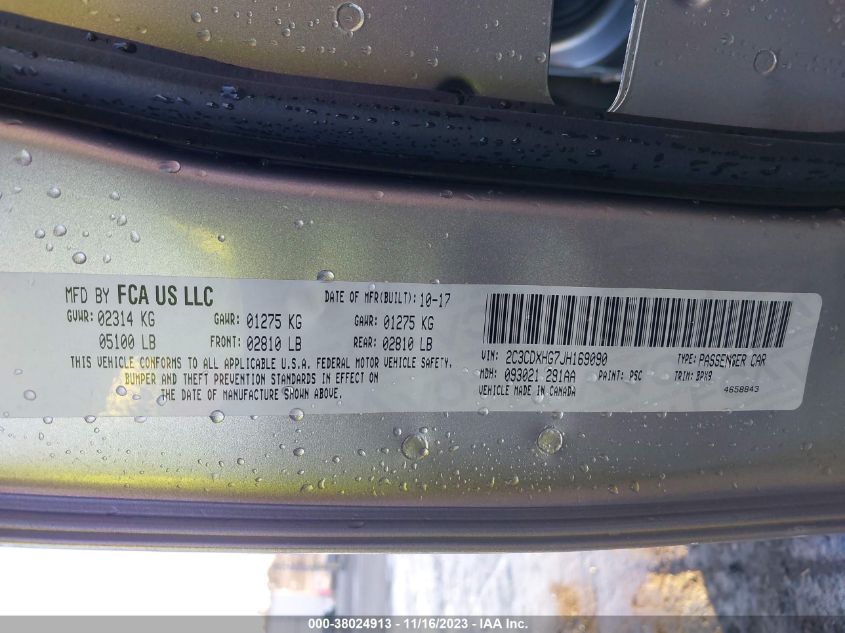 MFD BY FCA US LLC DATE OF MFR(BUILT): 10-17
GVWR: 02314 KG GAWR: 01275 KG GAWR: 01275 KG
05100 LB FRONT: 02810 LB REAR: 02810 LB
THIS VEHICLE CONFORMS TO ALL APPLICABLE U.S.A. FEDERAL MOTOR VEHICLE SAFETY,
BUMPER AND THEFT PREVENTION STANDARDS IN EFFECT ON
THE DATE OF MANUFACTURE SHOWN ABOVE.
VIN: 2C3CDXHG7JH169090 TYPE: PASSENGER CAR
MDH: 093021 291AA PAINT: PSC TRIM: BPX9
VEHICLE MADE IN CANADA 4658843
000-38024913 - 11/16/2023 - IAA Inc.